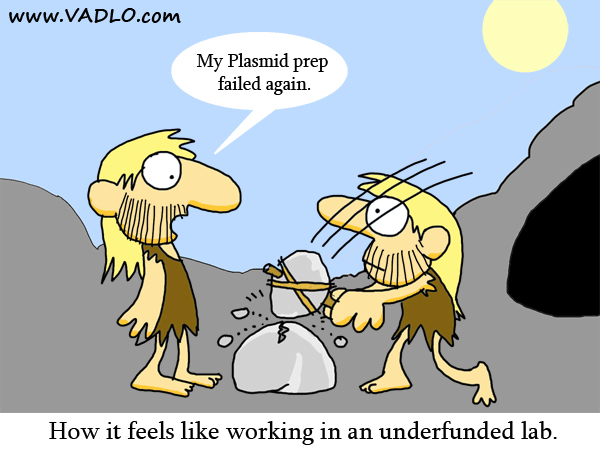 www.VADLO.com
My Plasmid prep
failed again.
How it feels like working in an underfunded lab.